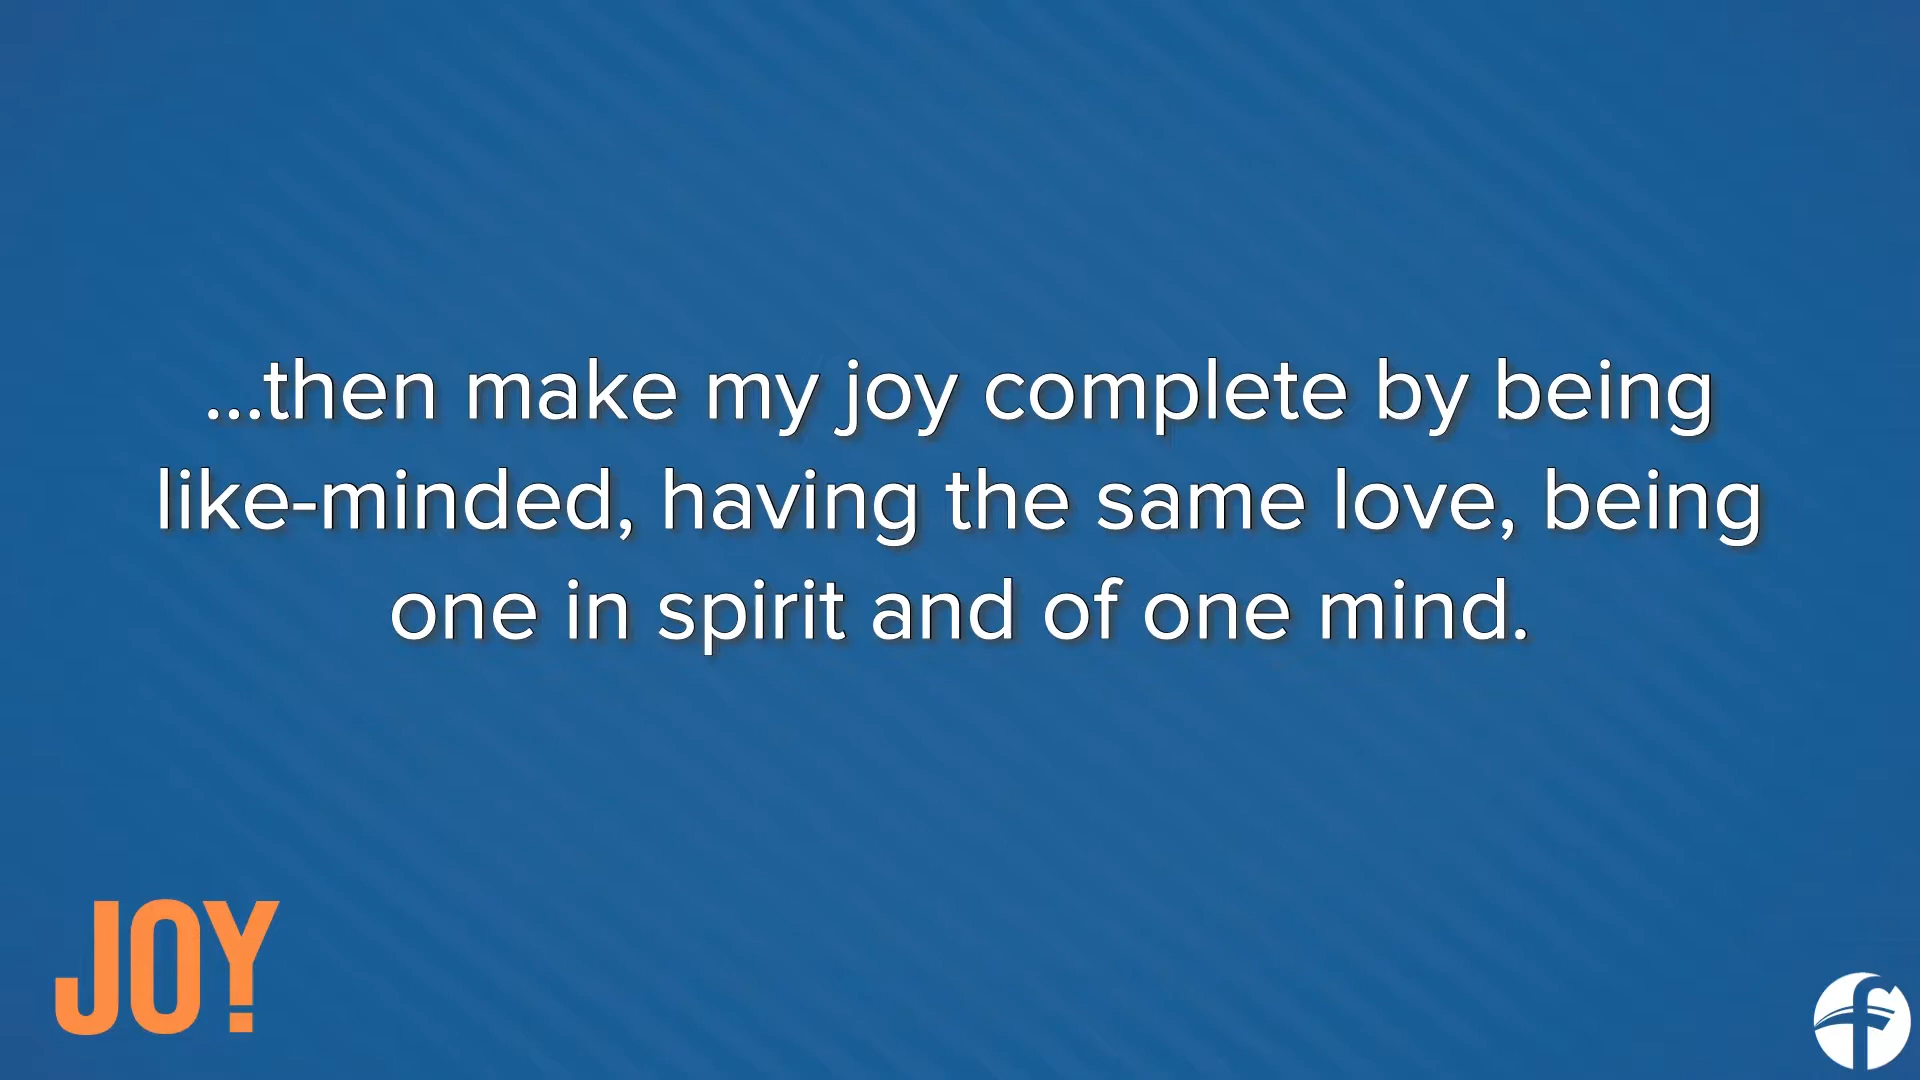 ...then make my joy complete by being
like-minded, having the same love, being
one in spirit and of one mind.
JOY
f